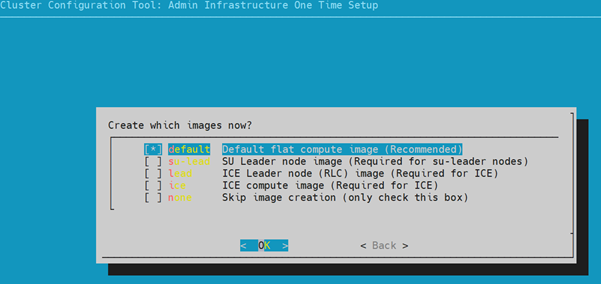 Cluster Configuration Tool: Admin Infrastructure One Time Setup
Create which images now?
[*] default Default flat compute image (Recommended)
[ ] su-lead SU Leader node image (Required for su-leader nodes)
[ ] lead ICE Leader node (RLC) image (Required for ICE)
[ ] ice ICE compute image (Required for ICE)
[ ] none Skip image creation (only check this box)
< OK > < Back >